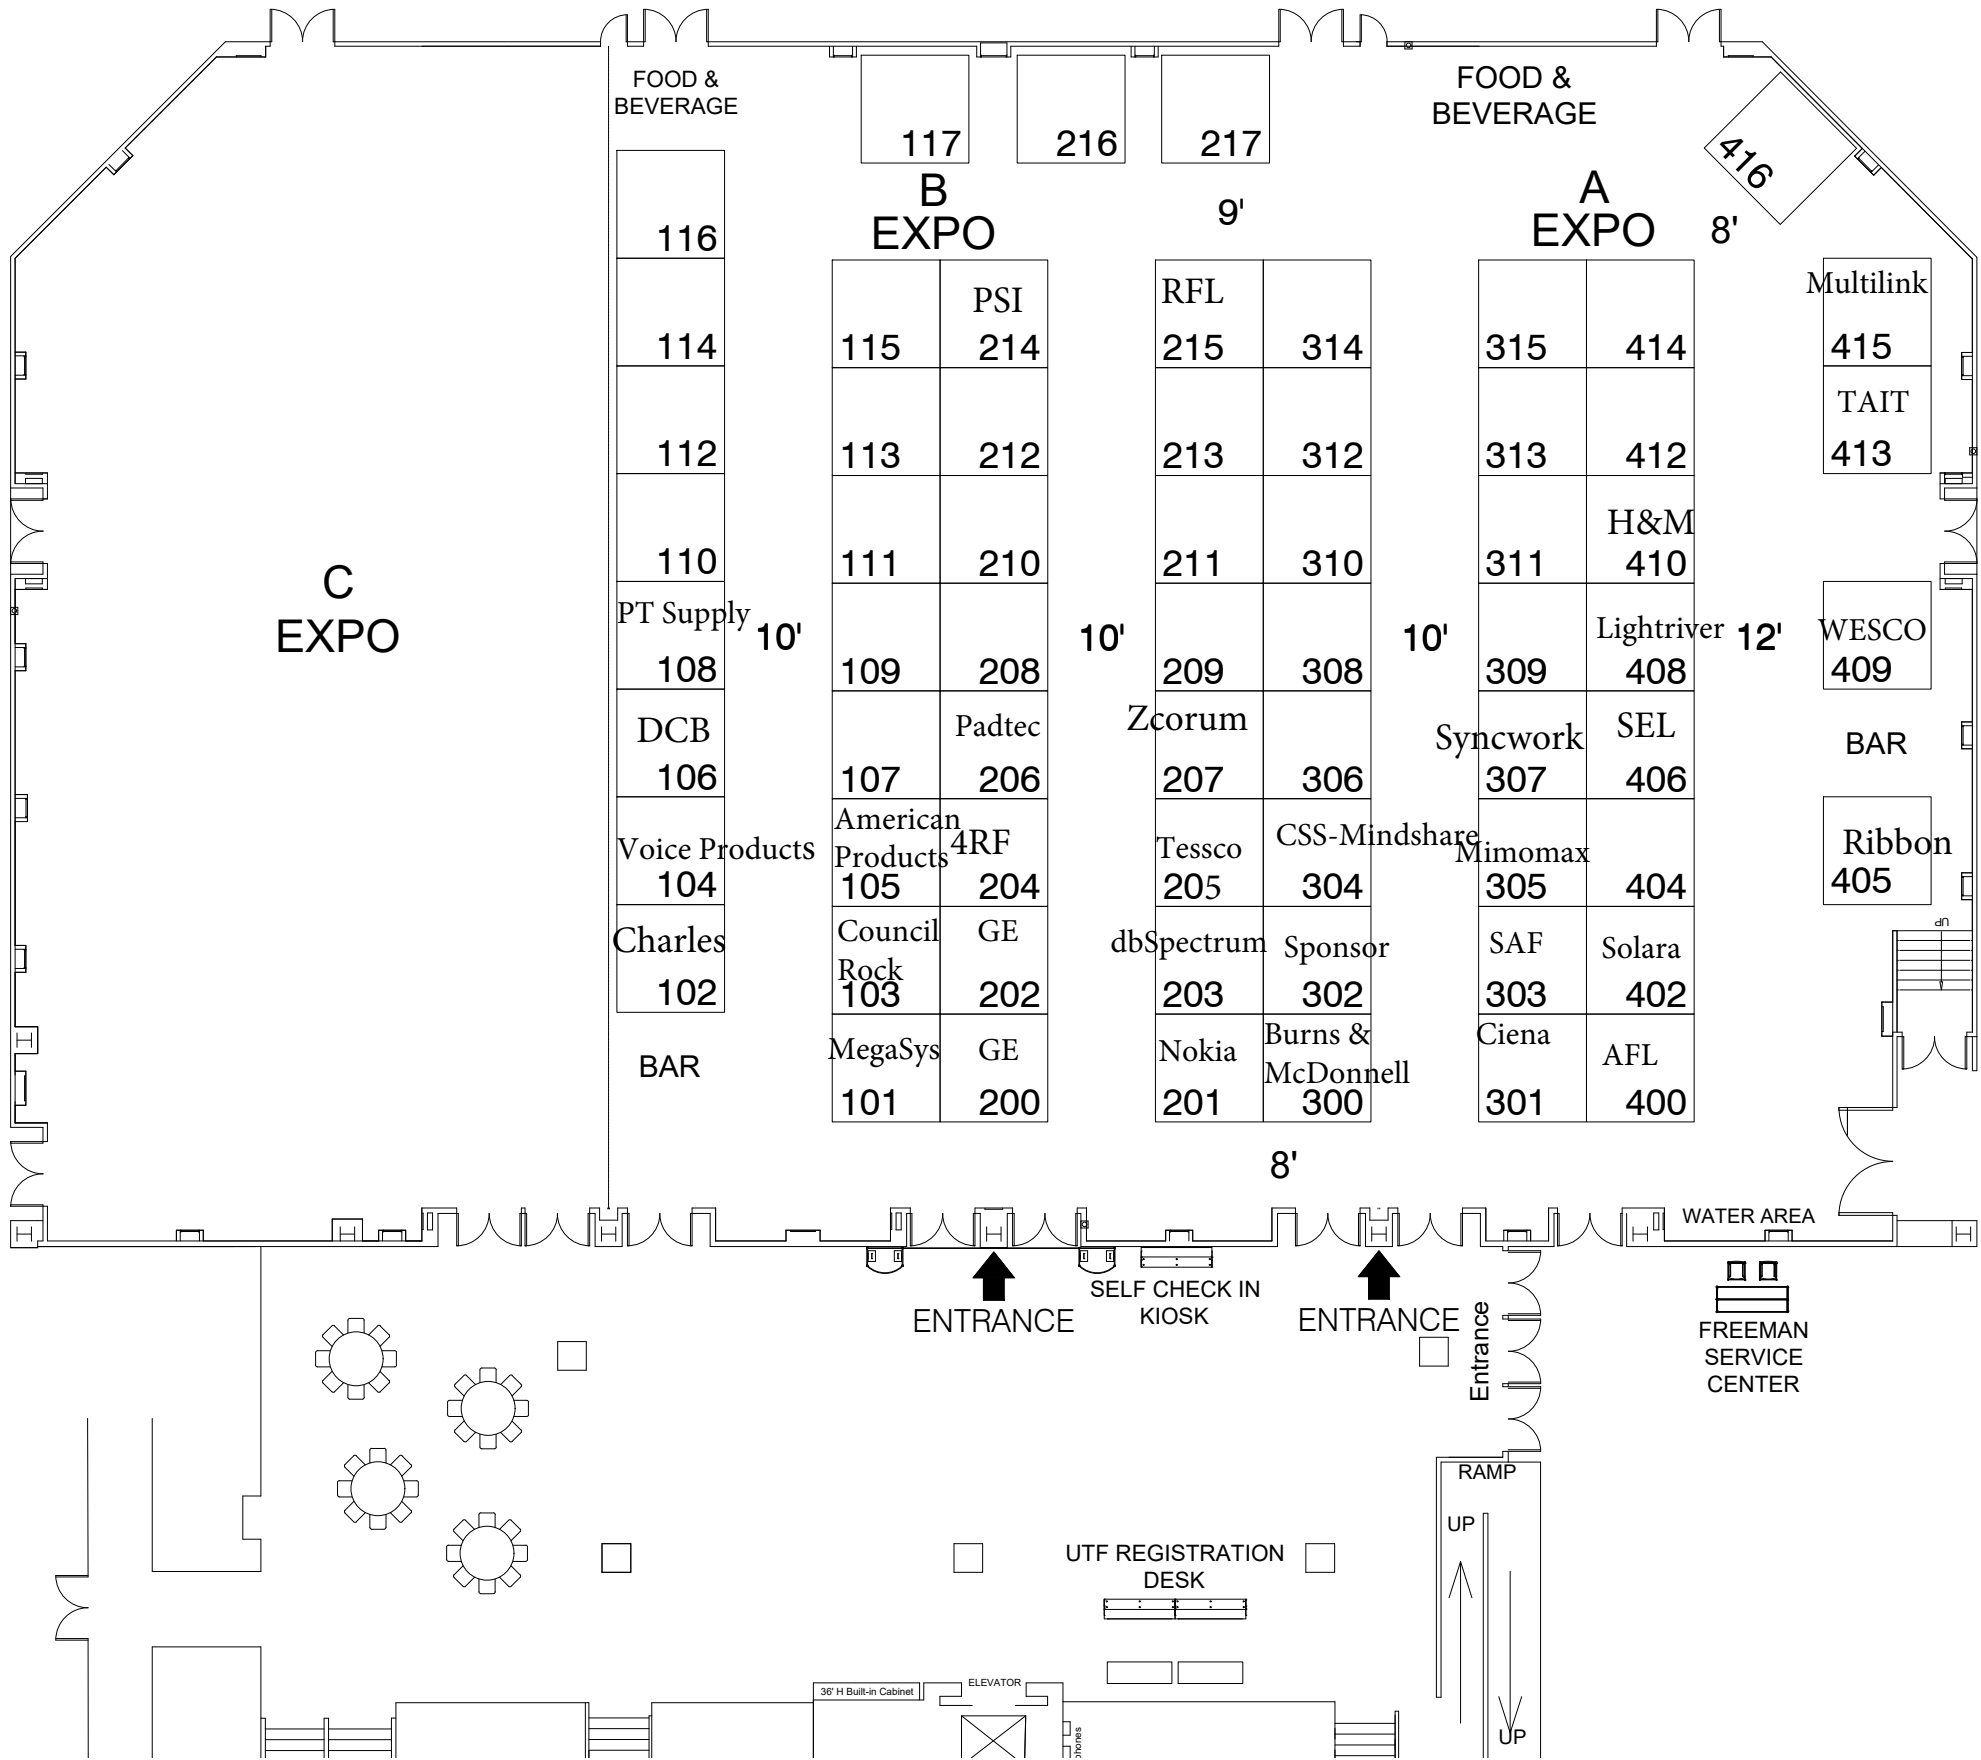 FOOD &
BEVERAGE
117
216
217
FOOD &
BEVERAGE
416
B
EXPO
9'
A
EXPO
8'
116
114
112
110
PT Supply
108
DCB
106
Voice Products
104
Charles
102
BAR
C
EXPO
10'
115
PSI
214
113
212
111
210
109
208
107
Padtec
206
American
Products
105
4RF
204
Council
Rock
103
GE
202
MegaSys
101
GE
200
10'
RFL
215
314
213
312
211
310
209
308
Zcorum
207
306
Tessco
205
CSS-Mindshare
304
dbSpectrum
203
Sponsor
302
Nokia
201
Burns &
McDonnell
300
10'
315
414
313
412
311
H&M
410
309
Lightriver
408
Syncwork
307
SEL
406
Mimomax
305
404
SAF
303
Solara
402
Ciena
301
AFL
400
12'
Multilink
415
TAIT
413
WESCO
409
BAR
Ribbon
405
UP
8'
WATER AREA
ENTRANCE
SELF CHECK IN
KIOSK
ENTRANCE
Entrance
FREEMAN
SERVICE
CENTER
RAMP
UP
UP
UTF REGISTRATION
DESK
36' H Built-in Cabinet
ELEVATOR
phones